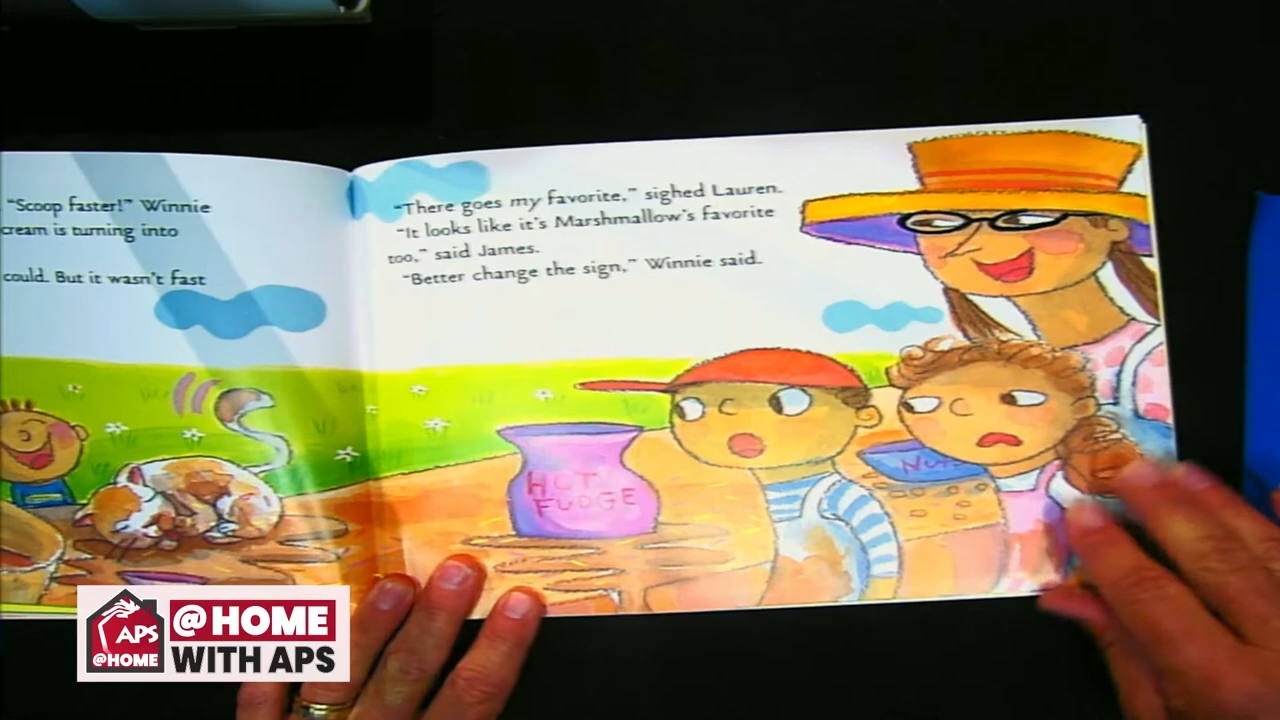 "Scoop faster!" Winnie
cream is turning into
could. But it wasn't fast
"There goes my favorite," sighed Lauren.
"It looks like it's Marshmallow's favorite
too," said James.
"Better change the sign," Winnie said.
HOT
FUDGE
NUTS
APS
@HOME
@HOME
WITH APS